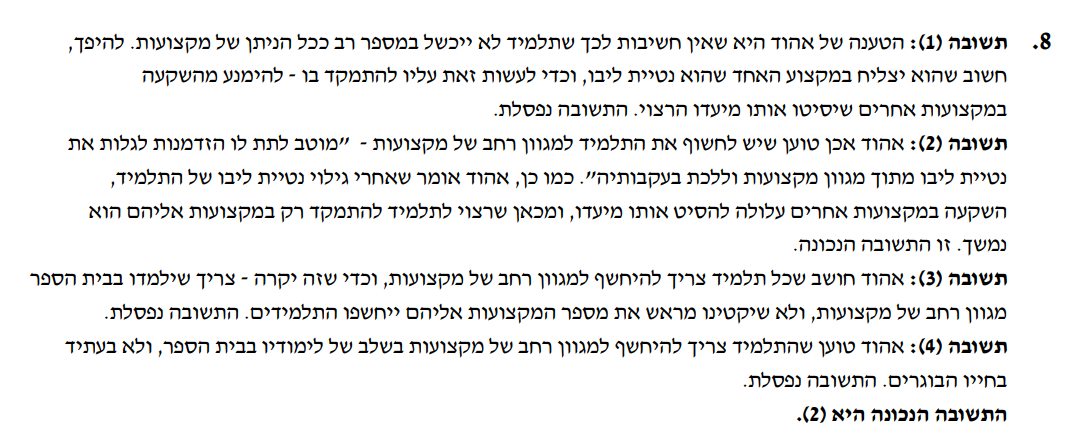 8. תשובה (1): הטענה של אהוד היא שאין חשיבות לכך שתלמיד לא ייכשל במספר רב ככל הניתן של מקצועות. להיפך,
חשוב שהוא יצליח במקצוע האחד שהוא נטיית ליבו, וכדי לעשות זאת עליו להתמקד בו - להימנע מהשקעה
במקצועות אחרים שיסיטו אותו מיעדו הרצוי. התשובה נפסלת.
תשובה (2): אהוד אכן טוען שיש לחשוף את התלמיד למגוון רחב של מקצועות - "מוטב לתת לו הזדמנות לגלות את
נטיית ליבו מתוך מגוון מקצועות וללכת בעקבותיה". כמו כן, אהוד אומר שאחרי גילוי נטיית ליבו של התלמיד,
השקעה במקצועות אחרים עלולה להסיט אותו מיעדו, ומכאן שרצוי לתלמיד להתמקד רק במקצועות אליהם הוא
נמשך. זו התשובה הנכונה.
תשובה (3): אהוד חושב שכל תלמיד צריך להיחשף למגוון רחב של מקצועות, וכדי שזה יקרה - צריך שילמדו בבית הספר
מגוון רחב של מקצועות, ולא שיקטינו מראש את מספר המקצועות אליהם ייחשפו התלמידים. התשובה נפסלת.
תשובה (4): אהוד טוען שהתלמיד צריך להיחשף למגוון רחב של מקצועות בשלב של לימודיו בבית הספר, ולא בעתיד
בחייו הבוגרים. התשובה נפסלת.
התשובה הנכונה היא (2).